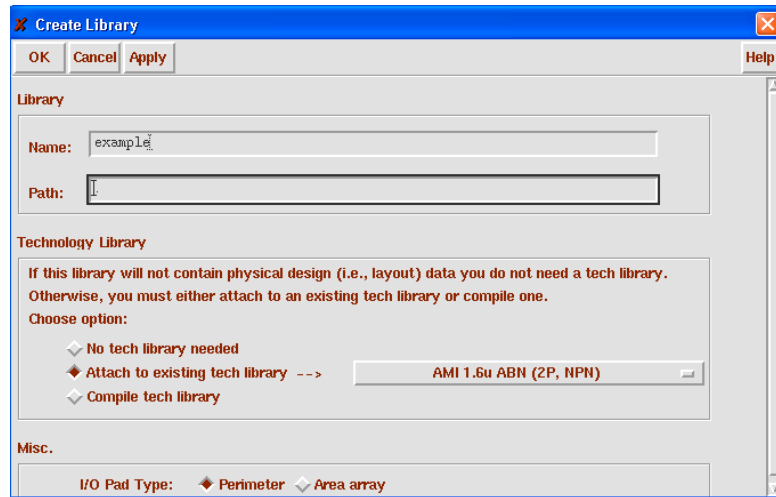 Create Library
OK Cancel Apply Help
Library
Name: example
Path:
Technology Library
If this library will not contain physical design (i.e., layout) data you do not need a tech library.
Otherwise, you must either attach to an existing tech library or compile one.
Choose option:
No tech library needed
Attach to existing tech library --> AMI 1.6u ABN (2P, NPN)
Compile tech library
Misc.
I/O Pad Type: Perimeter Area array